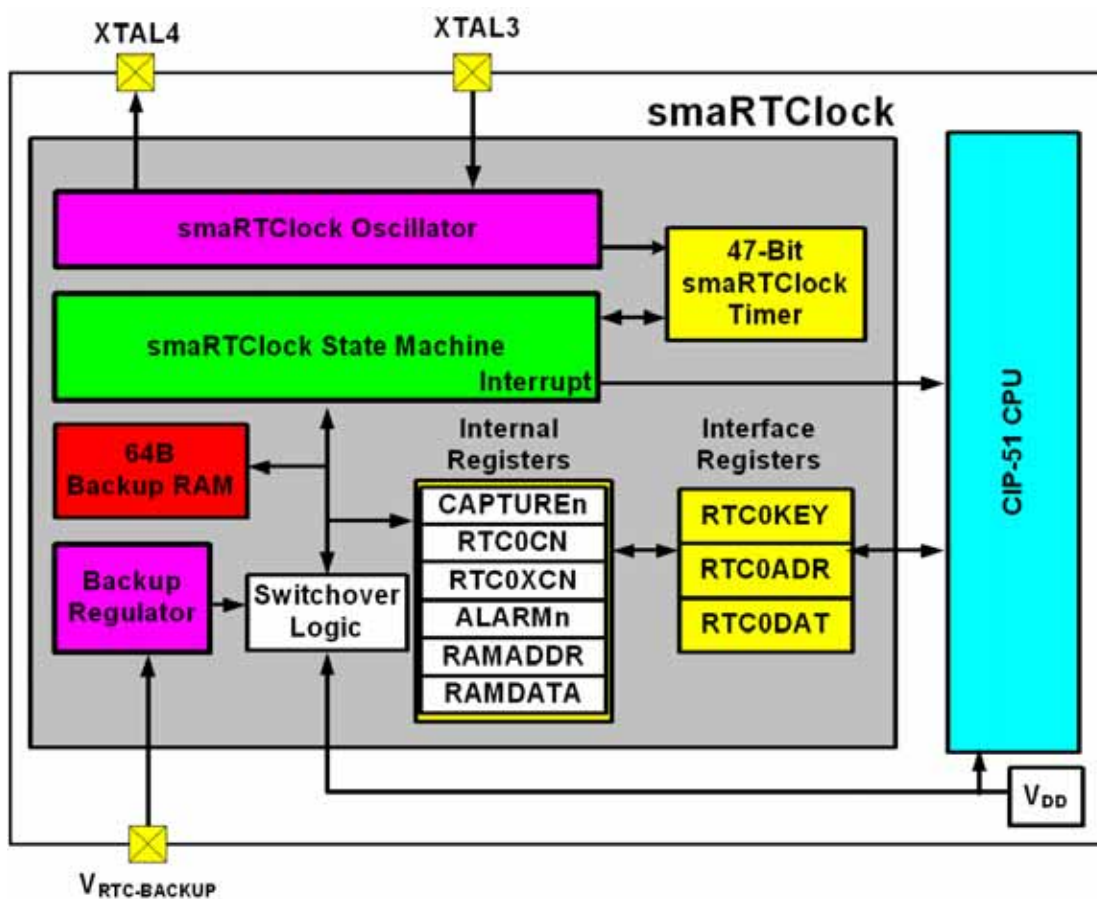 XTAL4
XTAL3
smaRTClock
smaRTClock Oscillator
47-Bit
smaRTClock
Timer
smaRTClock State Machine
Interrupt
CIP-51 CPU
64B
Backup RAM
Internal
Registers
Interface
Registers
CAPTUREn
RTC0CN
RTC0XCN
ALARMn
RAMADDR
RAMDATA
RTC0KEY
RTC0ADR
RTC0DAT
Backup
Regulator
Switchover
Logic
VDD
VRTC-BACKUP